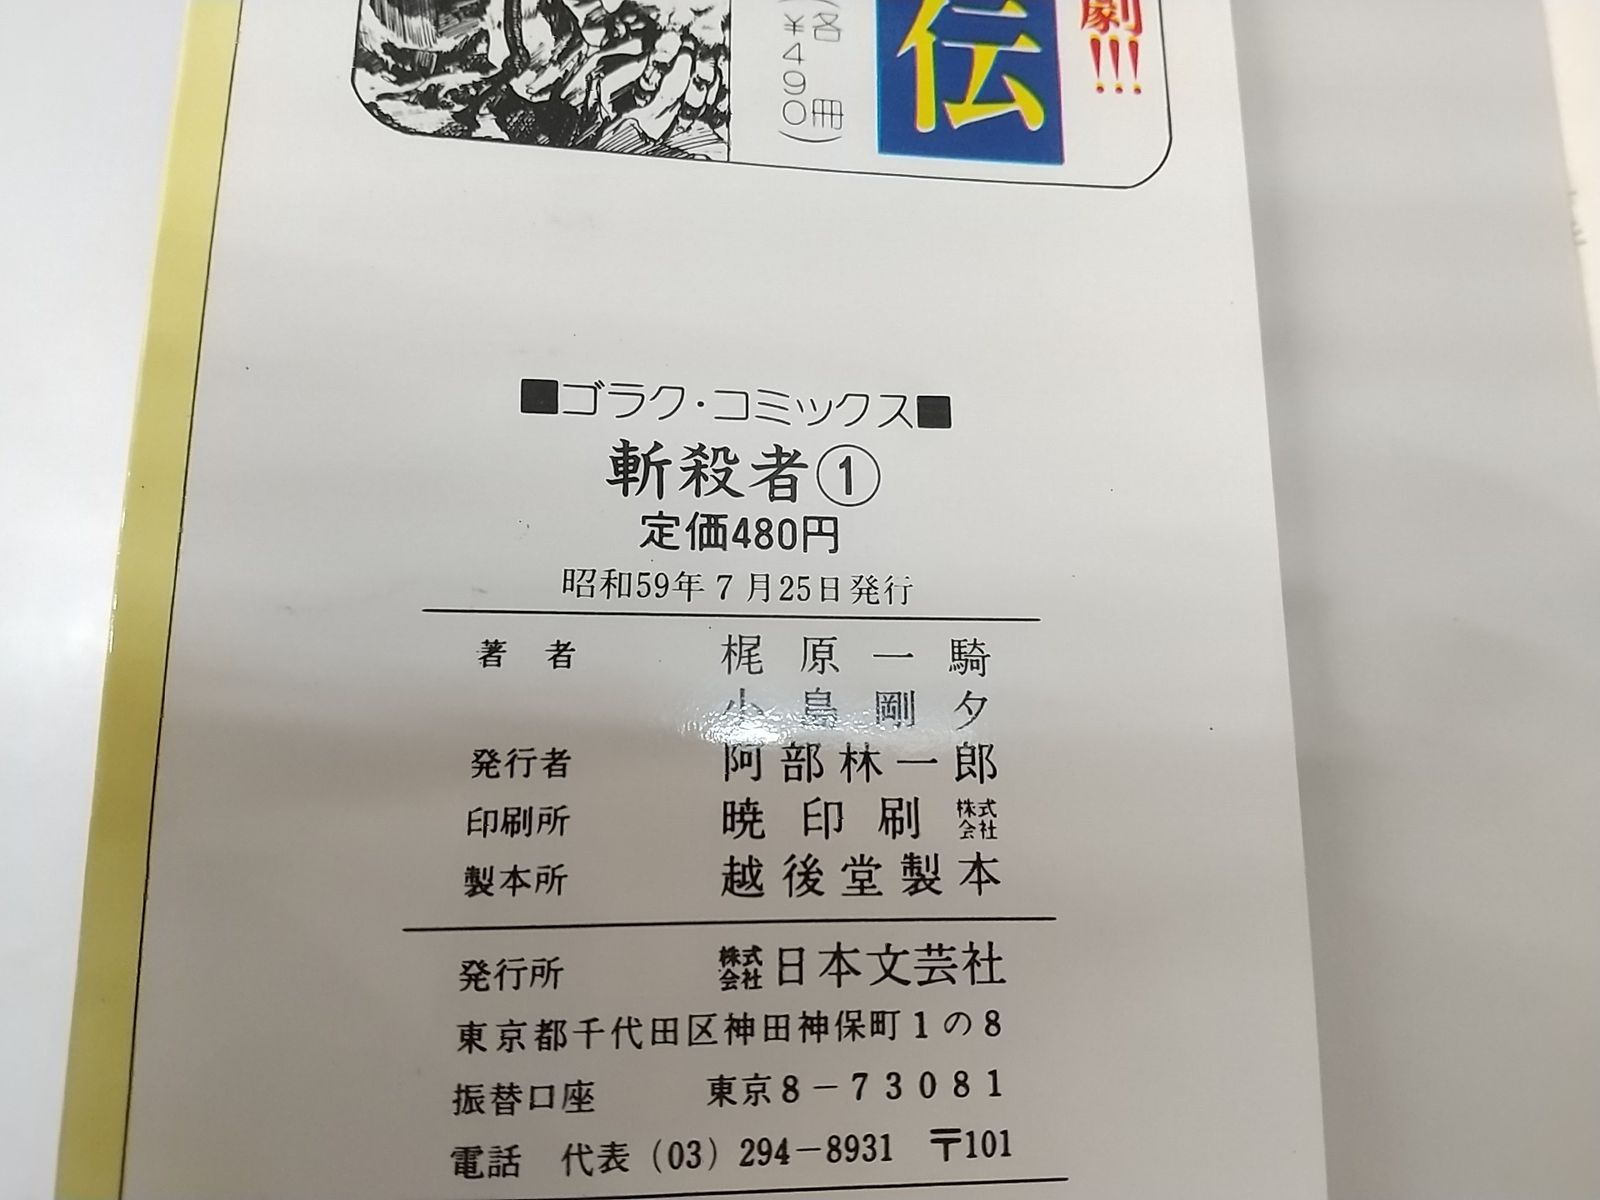 劇!!!
伝
(各冊¥490)
■ゴラク・コミックス■
斬殺者①
定価480円
昭和59年7月25日発行
著者 梶原一騎
小島剛夕
発行者 阿部林一郎
印刷所 暁印刷株式会社
製本所 越後堂製本
発行所 株式会社日本文芸社
東京都千代田区神田神保町1の8
振替口座 東京8-73081
電話 代表(03)294-8931 〒101